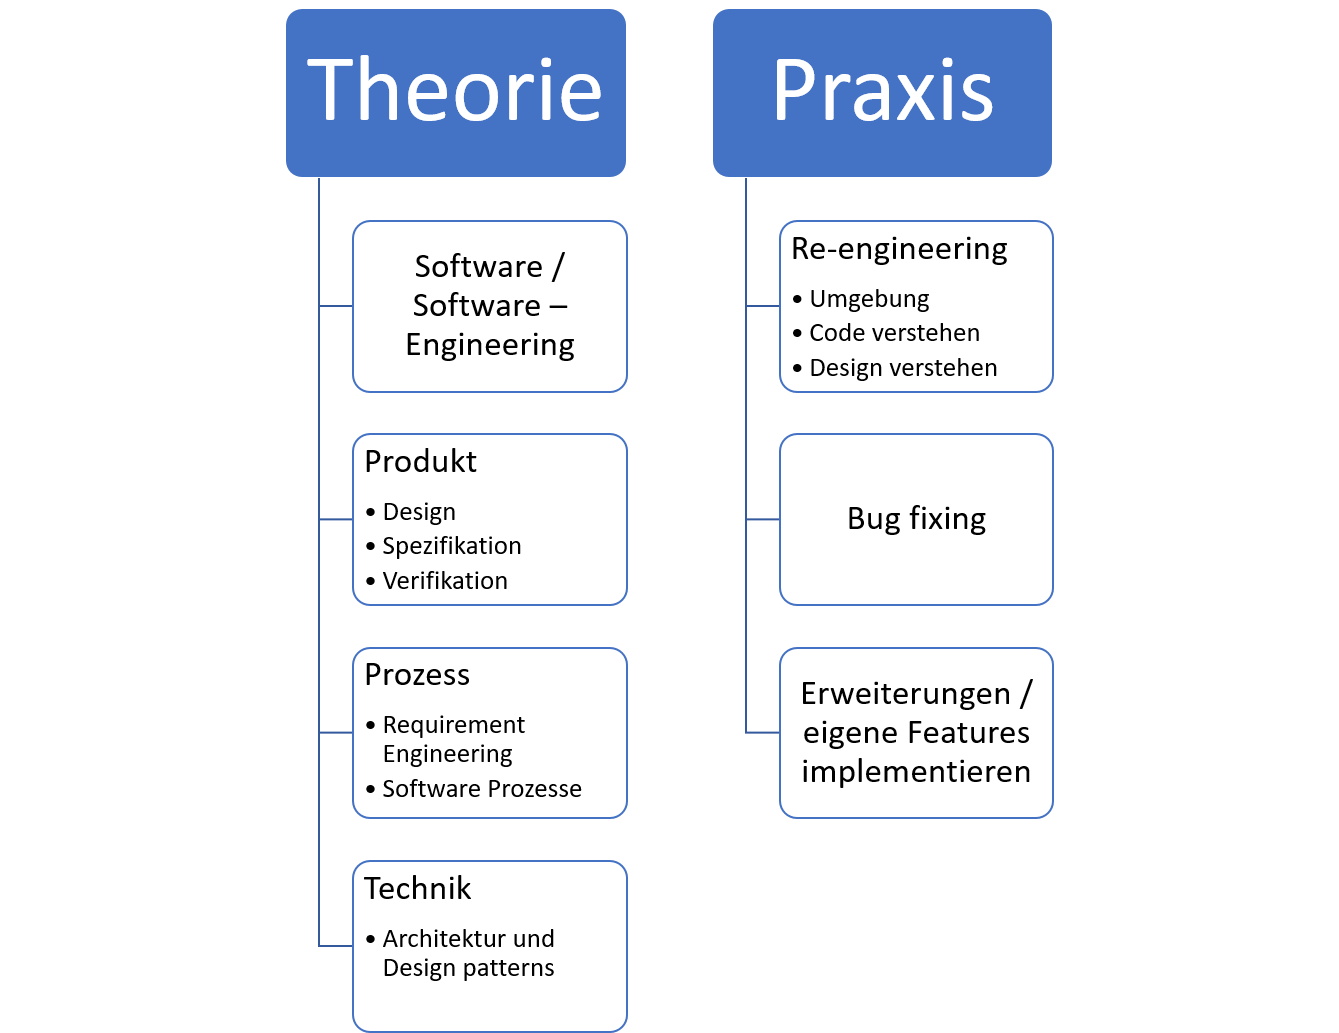 Theorie
Software /
Software –
Engineering
Produkt
• Design
• Spezifikation
• Verifikation
Prozess
• Requirement
Engineering
• Software Prozesse
Technik
• Architektur und
Design patterns
Praxis
Re-engineering
• Umgebung
• Code verstehen
• Design verstehen
Bug fixing
Erweiterungen /
eigene Features
implementieren